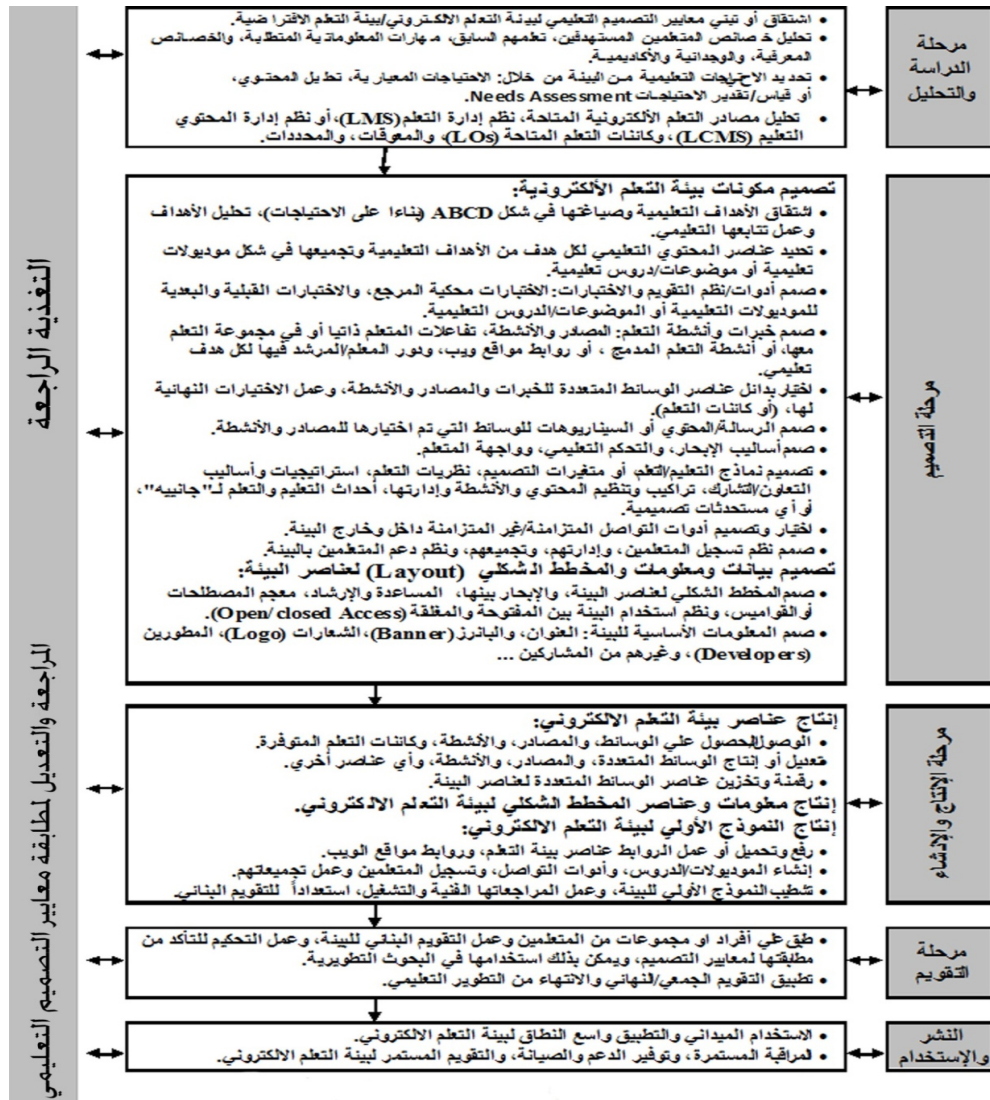 مرحلة
الدراسة
والتحليل
• اشتقاق أو تبني معايير التصميم التعليمي لبيئة التعلم الالكتروني/بيئة التعلم الافتراضية.
• تحليل خصائص المتعلمين المستهدفين، تعلمهم السابق، مهارات المعلوماتية المتطلبة، والخصائص
المعرفية، والوجدانية والأكاديمية.
• تحديد الاحتياجات التعليمية من البيئة من خلال: الاحتياجات المعيارية، تحليل المحتوي،
أو قياس/تقدير الاحتياجات Needs Assessment.
• تحليل مصادر التعلم الألكترونية المتاحة، نظم إدارة التعلم(LMS)، أو نظم إدارة المحتوي
التعليم (LCMS)، وكائنات التعلم المتاحة (LOs)، والمعوقات، والمحددات.
مرحلة التصميم
تصميم مكونات بيئة التعلم الألكترونية:
• اشتقاق الأهداف التعليمية وصياغتها في شكل ABCD (بناءا على الاحتياجات)، تحليل الأهداف
وعمل تتابعها التعليمي.
• تحديد عناصر المحتوي التعليمي لكل هدف من الأهداف التعليمية وتجميعها في شكل موديولات
تعليمية أو موضوعات/دروس تعليمية.
• صمم أدوات/نظم التقويم والاختبارات: الاختبارات محكية المرجع، والاختبارات القبلية والبعدية
للموديولات التعليمية أو الموضوعات/الدروس التعليمية.
• صمم خبرات وأنشطة التعلم: المصادر والأنشطة، تفاعلات المتعلم ذاتيا أو في مجموعة التعلم
معها، أو أنشطة التعلم المدمج ، أو روابط مواقع ويب، ودور المعلم/المرشد فيها لكل هدف
تعليمي.
• اختيار بدائل عناصر الوسائط المتعددة للخبرات والمصادر والأنشطة، وعمل الاختيارات النهائية
لها، (أو كائنات التعلم).
• صمم الرسالة/المحتوي أو السيناريوهات للوسائط التي تم اختيارها للمصادر والأنشطة.
• صمم أساليب الإبحار، والتحكم التعليمي، وواجهة المتعلم.
• تصميم نماذج التعليم/التعلم، أو متغيرات التصميم، نظريات التعلم، استراتيجيات وأساليب
التعاون/التشارك، تراكيب وتنظيم المحتوي والأنشطة وإدارتها، أحداث التعليم والتعلم لـ"جانييه"،
أو أي مستحدثات تصميمية.
• اختيار وتصميم أدوات التواصل المتزامنة/غير المتزامنة داخل وخارج البيئة.
• صمم نظم تسجيل المتعلمين، وإدارتهم، وتجميعهم، ونظم دعم المتعلمين بالبيئة.
تصميم بيانات ومعلومات والمخطط الشكلي (Layout) لعناصر البيئة:
• صمم المخطط الشكلي لعناصر البيئة، والإبحار بينها، المساعدة والإرشاد، معجم المصطلحات
أو القواميس، ونظم استخدام البيئة بين المفتوحة والمغلقة (Open/closed Access).
• صمم المعلومات الأساسية للبيئة: العنوان، والبانرز (Banner)، الشعارات (Logo)، المطورين
(Developers)، وغيرهم من المشاركين ...
مرحلة الإنتاج والإنشاء
إنتاج عناصر بيئة التعلم الالكتروني:
• الوصول/الحصول علي الوسائط، والمصادر، والأنشطة، وكائنات التعلم المتوفرة.
• تعديل أو إنتاج الوسائط المتعددة، والمصادر، والأنشطة، وأي عناصر أخري.
• رقمنة وتخزين عناصر الوسائط المتعددة لعناصر البيئة.
إنتاج معلومات وعناصر المخطط الشكلي لبيئة التعلم الالكتروني.
إنتاج النموذج الأولي لبيئة التعلم الالكتروني:
• رفع وتحميل أو عمل الروابط عناصر بيئة التعلم، وروابط مواقع الويب.
• إنشاء الموديولات/الدروس، وأدوات التواصل، وتسجيل المتعلمين وعمل تجميعاتهم.
• تشطيب النموذج الأولي للبيئة، وعمل المراجعاتها الفنية والتشغيل، استعداداً للتقويم البنائي.
مرحلة
التقويم
• طبق علي أفراد او مجموعات من المتعلمين وعمل التقويم البنائي للبيئة، وعمل التحكيم للتأكد من
مطابقتها لمعايير التصميم، ويمكن بذلك استخدامها في البحوث التطويرية.
• تطبيق التقويم الجمعي/النهائي والانتهاء من التطوير التعليمي.
النشر
والإستخدام
• الاستخدام الميداني والتطبيق واسع النطاق لبيئة التعلم الالكتروني.
• المراقبة المستمرة، وتوفير الدعم والصيانة، والتقويم المستمر لبيئة التعلم الالكتروني.
التغذية الراجعة
المراجعة والتعديل لمطابقة معايير التصميم التعليمي